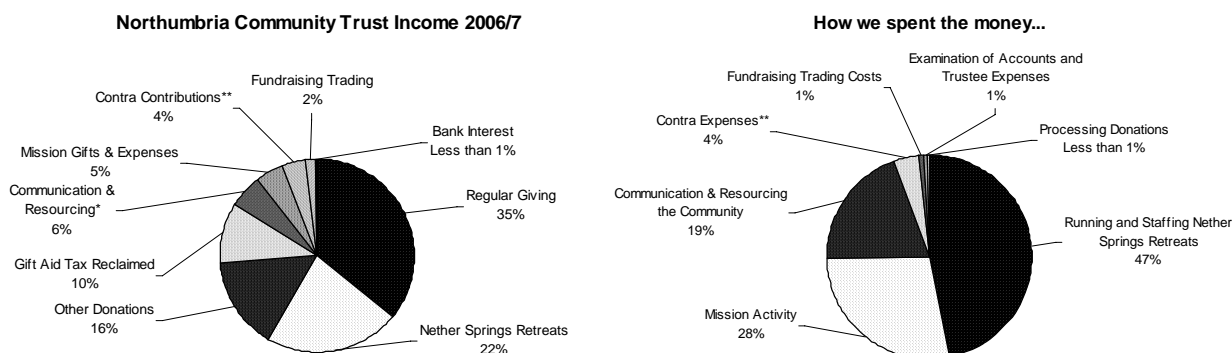 Northumbria Community Trust Income 2006/7
Fundraising Trading
2%
Contra Contributions**
4%
Bank Interest
Less than 1%
Mission Gifts & Expenses
5%
Communication &
Resourcing*
6%
Regular Giving
35%
Gift Aid Tax Reclaimed
10%
Other Donations
16%
Nether Springs Retreats
22%
How we spent the money...
Examination of Accounts and
Trustee Expenses
1%
Fundraising Trading Costs
1%
Contra Expenses**
4%
Processing Donations
Less than 1%
Communication & Resourcing
the Community
19%
Running and Staffing Nether
Springs Retreats
47%
Mission Activity
28%